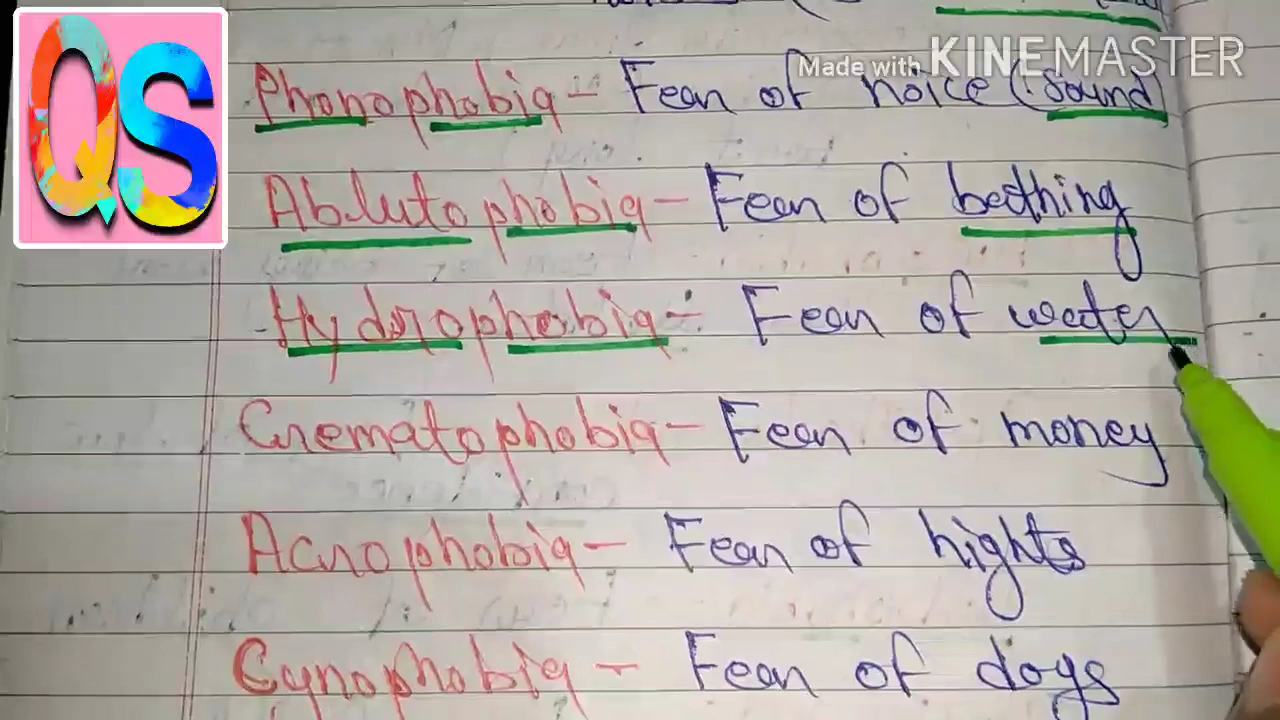 Made with KINEMASTER
QS
Phonophobia - Fear of noice (sound)
Ablutophobia - Fear of bathing
Hydrophobia - Fear of water
Crematophobia - Fear of money
Acrophobia - Fear of hights
Cynophobia - Fear of dogs